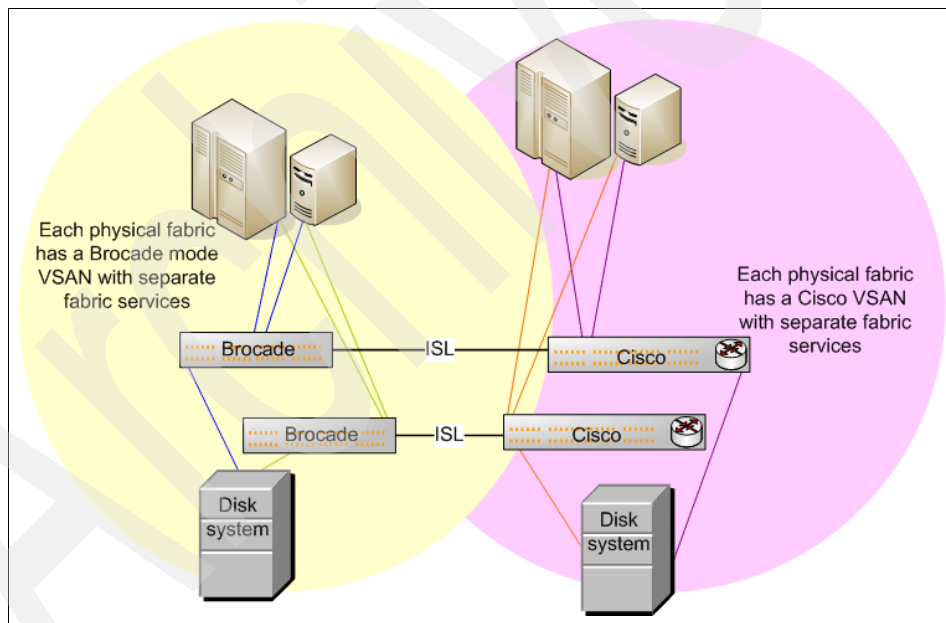 Each physical fabric
has a Brocade mode
VSAN with separate
fabric services
Each physical fabric
has a Cisco VSAN
with separate fabric
services
Brocade
ISL
Cisco
Brocade
ISL
Cisco
Disk
system
Disk
system